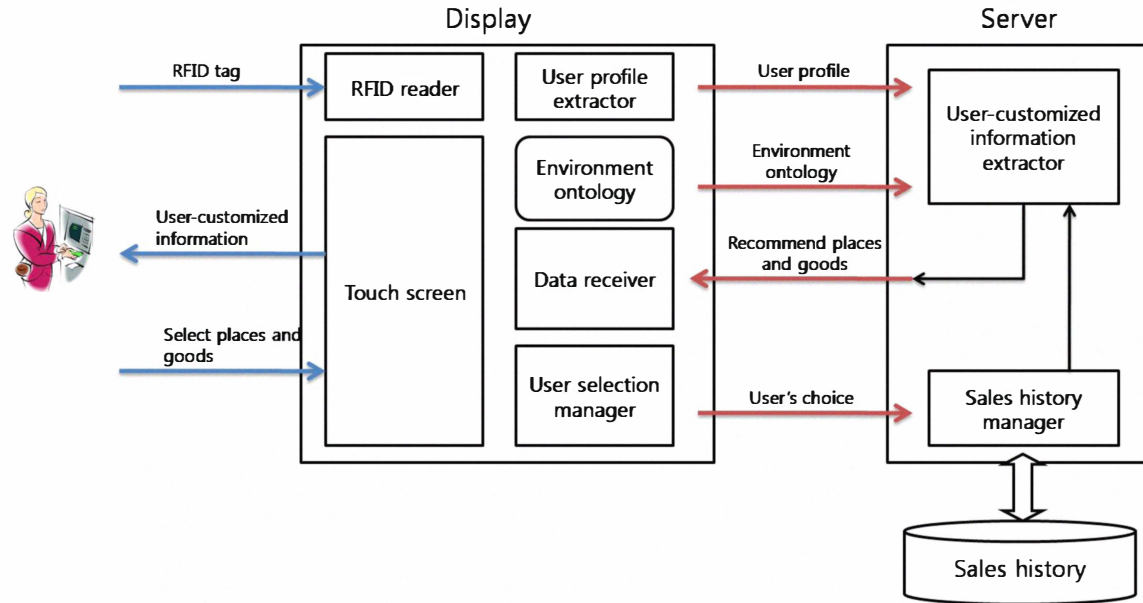 Display
Server
RFID tag
RFID reader
User profile
extractor
User profile
User-customized
information
extractor
Environment
ontology
Environment
ontology
User-customized
information
Touch screen
Data receiver
Recommend places
and goods
Select places and
goods
User selection
manager
User's choice
Sales history
manager
Sales history